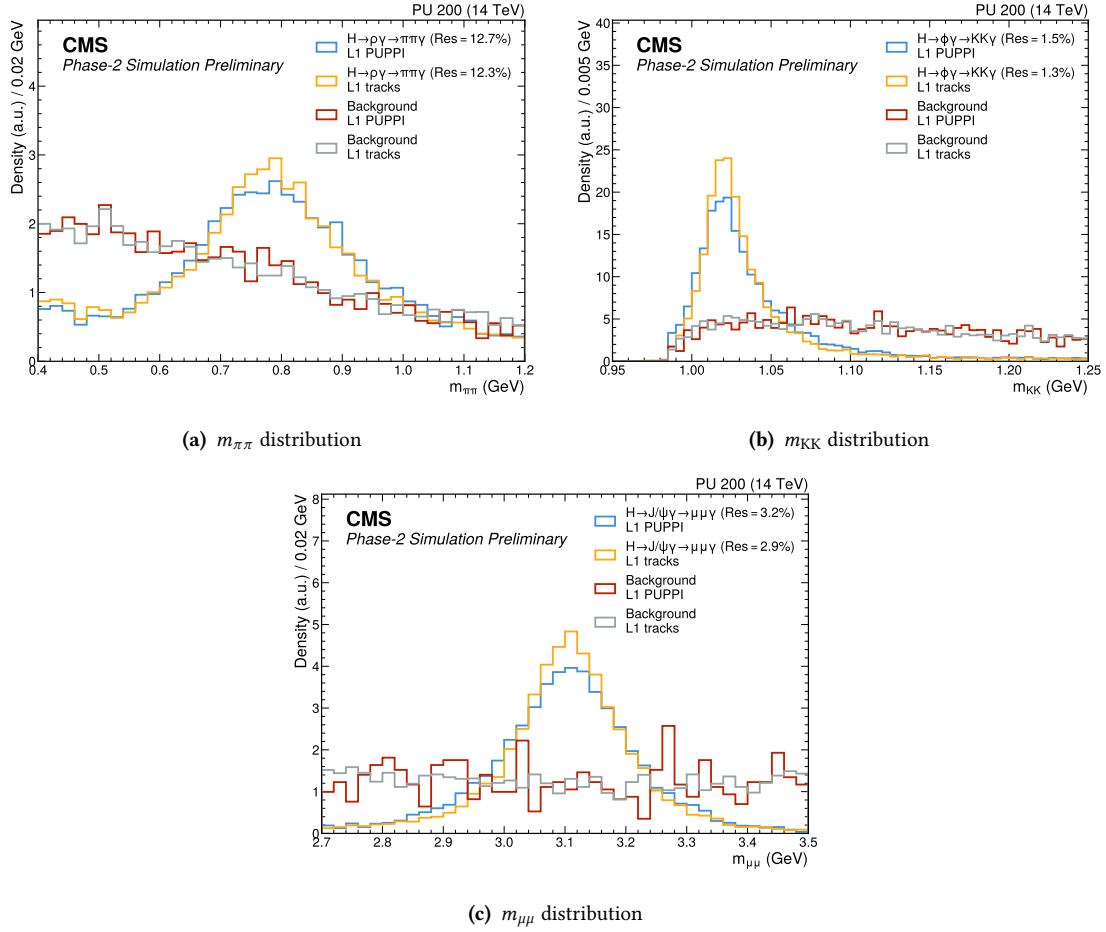 PU 200 (14 TeV)
CMS
Phase-2 Simulation Preliminary
H→ργ→ππγ (Res = 12.7%)
L1 PUPPI
H→ργ→ππγ (Res = 12.3%)
L1 tracks
Background
L1 PUPPI
Background
L1 tracks
Density (a.u.) / 0.02 GeV
5
4
3
2
1
0
0.4 0.5 0.6 0.7 0.8 0.9 1.0 1.1 1.2
m_ππ (GeV)
(a) m_ππ distribution
PU 200 (14 TeV)
CMS
Phase-2 Simulation Preliminary
H→ϕγ→KKγ (Res = 1.5%)
L1 PUPPI
H→ϕγ→KKγ (Res = 1.3%)
L1 tracks
Background
L1 PUPPI
Background
L1 tracks
Density (a.u.) / 0.005 GeV
40
35
30
25
20
15
10
5
0
0.95 1.00 1.05 1.10 1.15 1.20 1.25
m_KK (GeV)
(b) m_KK distribution
PU 200 (14 TeV)
CMS
Phase-2 Simulation Preliminary
H→J/ψγ→μμγ (Res = 3.2%)
L1 PUPPI
H→J/ψγ→μμγ (Res = 2.9%)
L1 tracks
Background
L1 PUPPI
Background
L1 tracks
Density (a.u.) / 0.02 GeV
8
7
6
5
4
3
2
1
0
2.7 2.8 2.9 3.0 3.1 3.2 3.3 3.4 3.5
m_μμ (GeV)
(c) m_μμ distribution